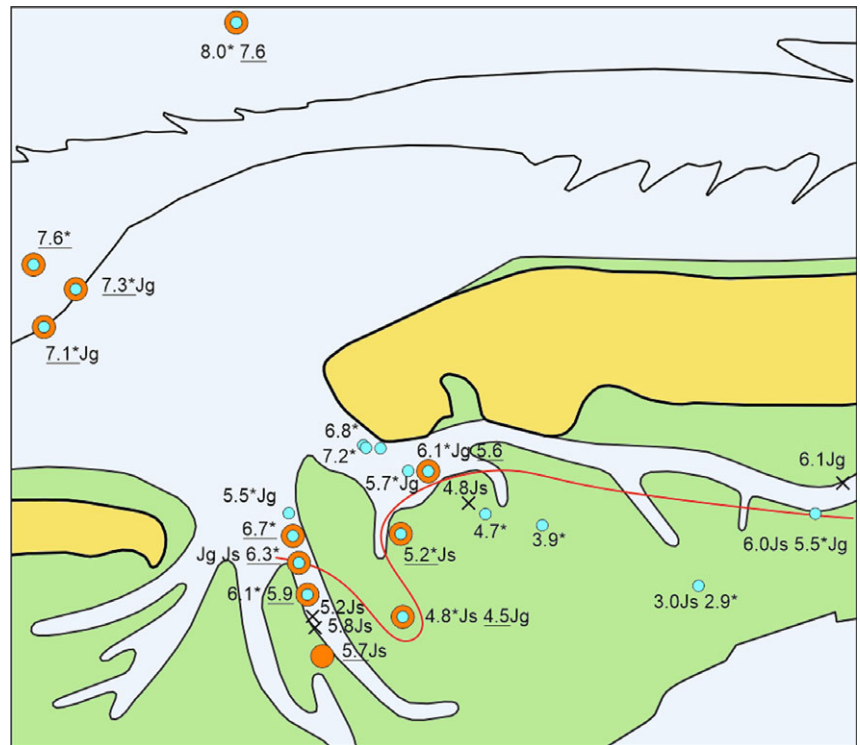 8.0* 7.6
7.6*
7.3*Jg
7.1*Jg
6.8*
7.2*
6.1*Jg 5.6
5.7*Jg
4.8Js
6.1Jg
5.5*Jg
4.7*
3.9*
6.7*
5.2*Js
6.0Js 5.5*Jg
Jg Js 6.3*
6.1* 5.9
3.0Js 2.9*
5.2Js
4.8*Js 4.5Jg
5.8Js
5.7Js